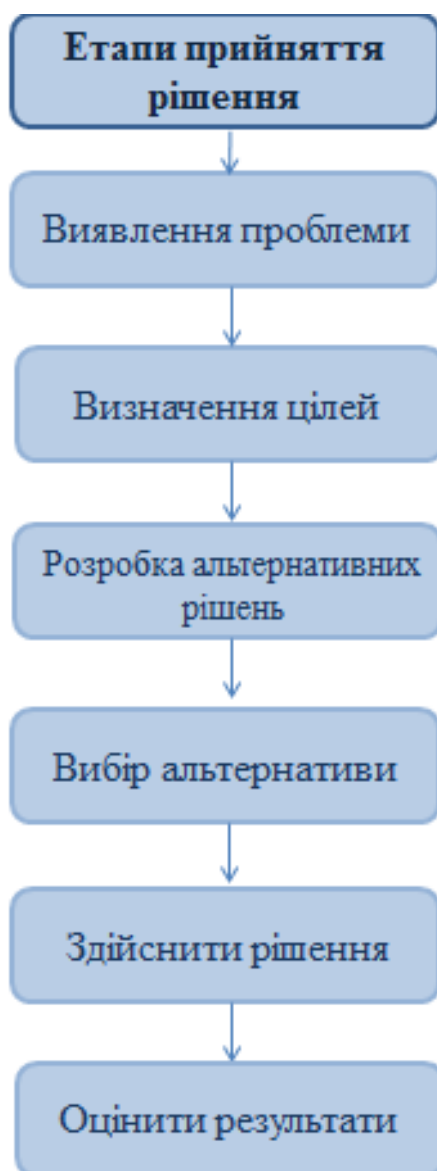 Етапи прийняття
рішення
Виявлення проблеми
Визначення цілей
Розробка альтернативних
рішень
Вибір альтернативи
Здійснити рішення
Оцінити результати